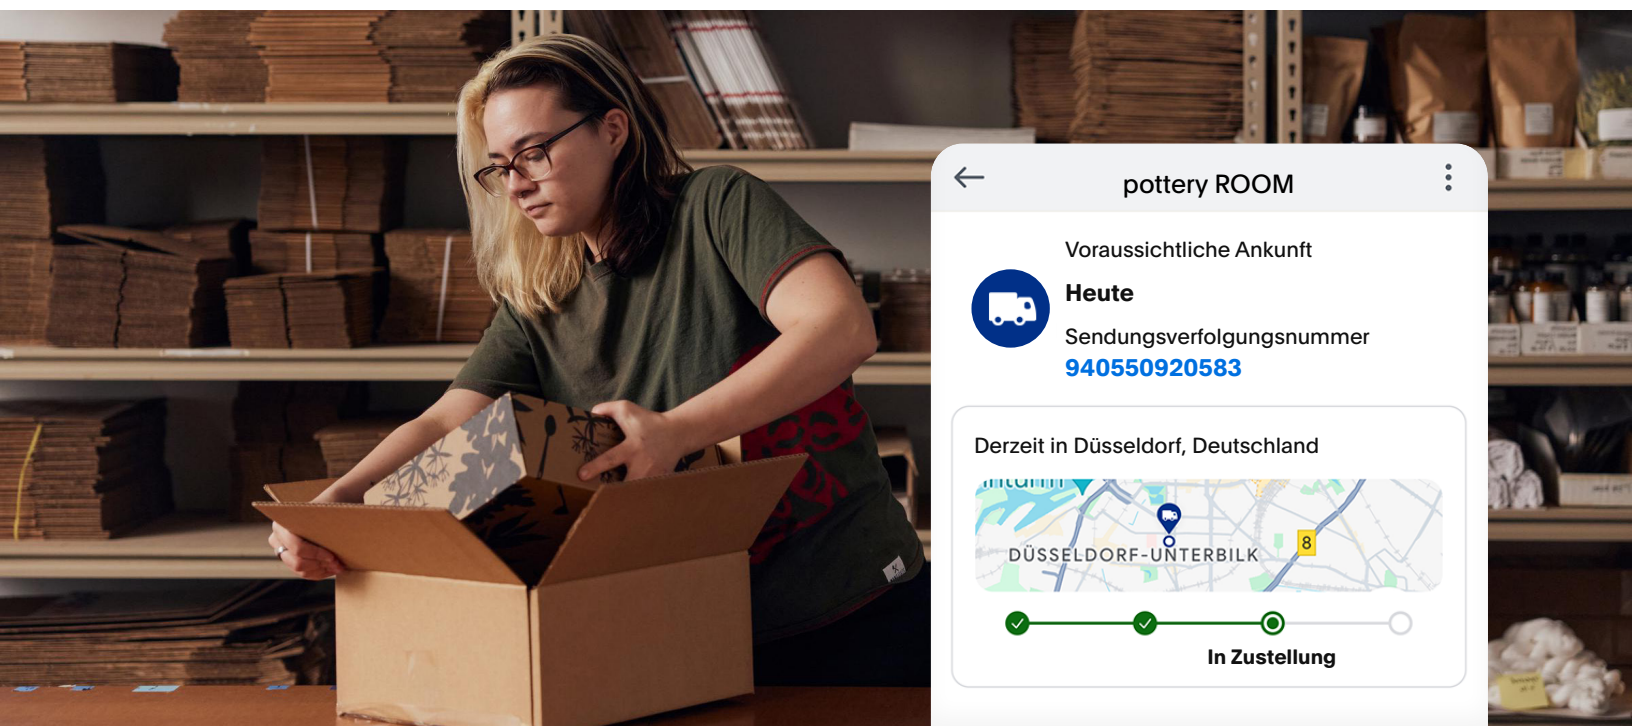 pottery ROOM
Voraussichtliche Ankunft
Heute
Sendungsverfolgungsnummer
940550920583
Derzeit in Düsseldorf, Deutschland
8
DÜSSELDORF-UNTERBILK
In Zustellung